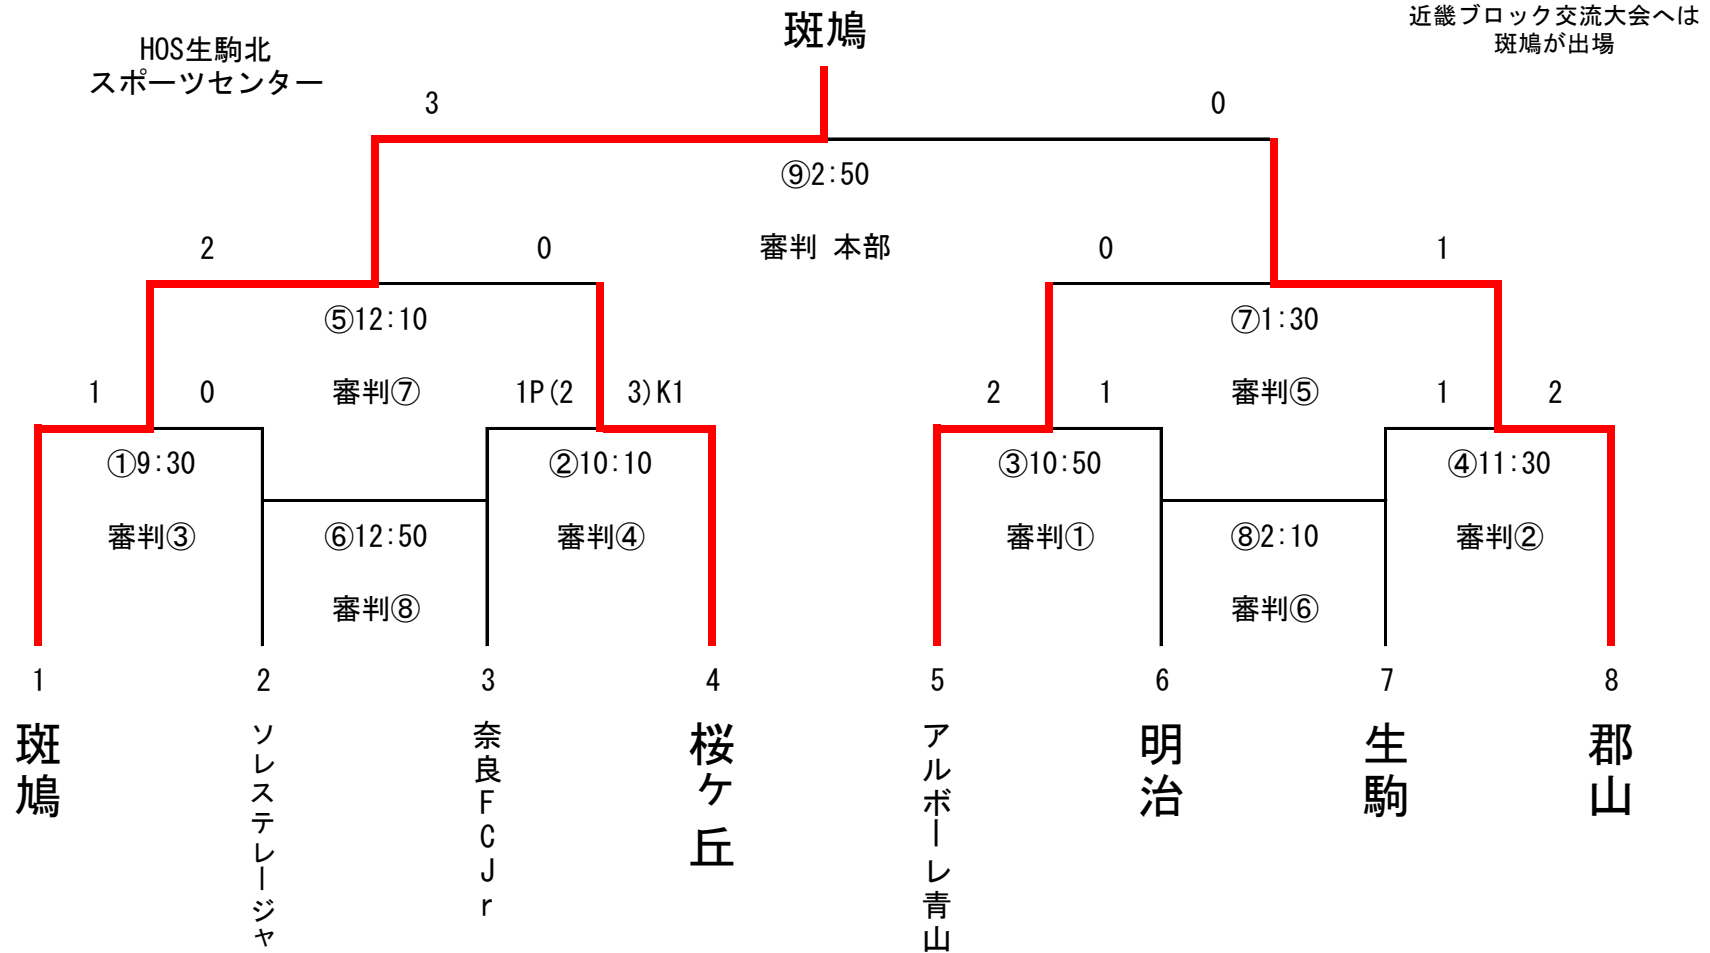 斑鳩
近畿ブロック交流大会へは
斑鳩が出場
HOS生駒北
スポーツセンター
3
0
⑨2:50
2
0
審判 本部
0
1
⑤12:10
⑦1:30
1
0
審判⑦
1P(2
3)K1
2
1
審判⑤
1
2
①9:30
②10:10
③10:50
④11:30
審判③
⑥12:50
審判④
審判①
⑧2:10
審判②
審判⑧
審判⑥
1
2
3
4
5
6
7
8
斑鳩
ソレステレージャ
奈良FCJr
桜ケ丘
アルボーレ青山
明治
生駒
郡山